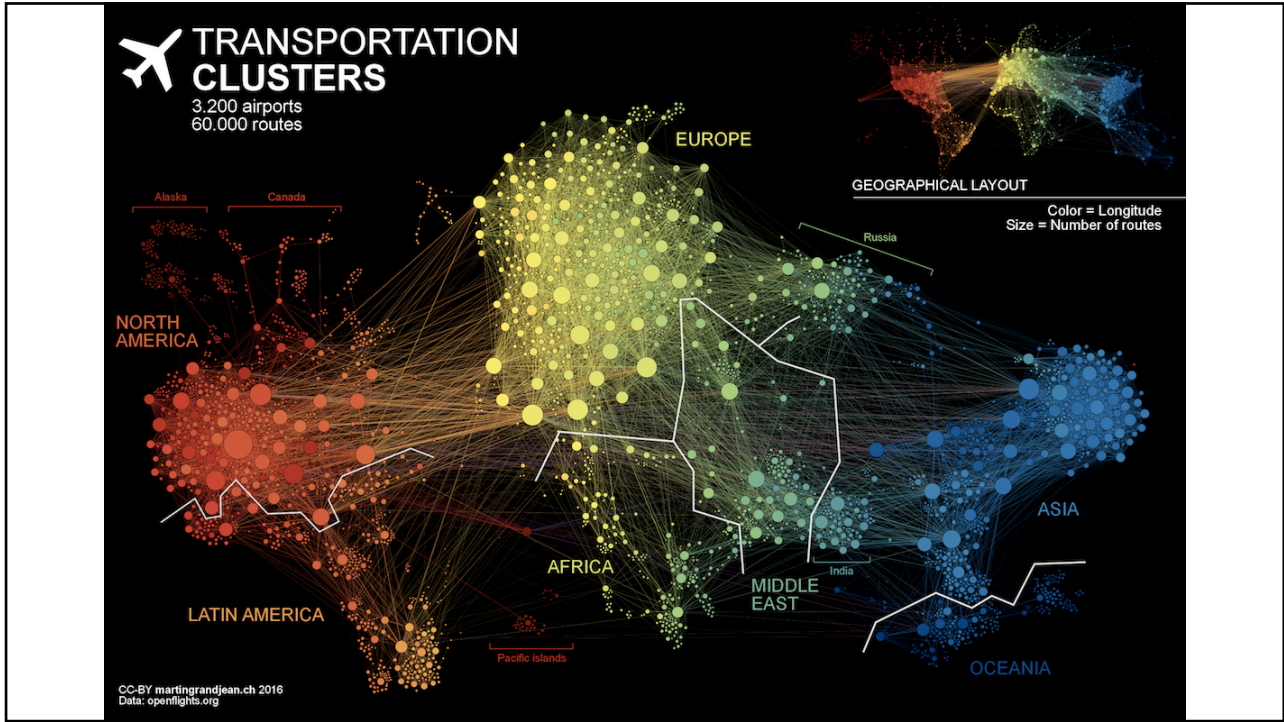 TRANSPORTATION
CLUSTERS
3.200 airports
60.000 routes
EUROPE
GEOGRAPHICAL LAYOUT
Color = Longitude
Size = Number of routes
Alaska
Canada
Russia
NORTH
AMERICA
ASIA
AFRICA
MIDDLE
EAST
India
LATIN AMERICA
Pacific islands
OCEANIA
CC-BY martingrandjean.ch 2016
Data: openflights.org